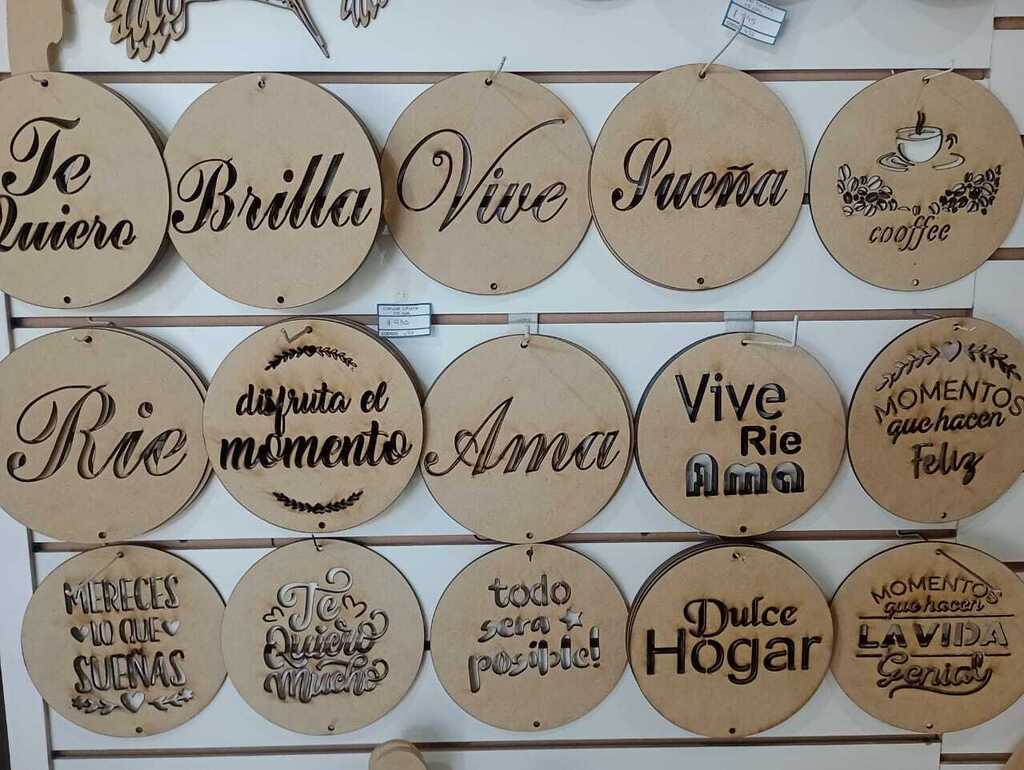 Te
Quiero
Brilla
Vive
Sueña
cooffee
Rie
disfruta el
momento
Ama
Vive
Rie
Ama
MOMENTOS
que hacen
Feliz
MERECES
LO QUE
SUEÑAS
Te
Quiero
Mucho
todo
sera
posible!
Dulce
Hogar
MOMENTOS
que hacen
LA VIDA
Genial